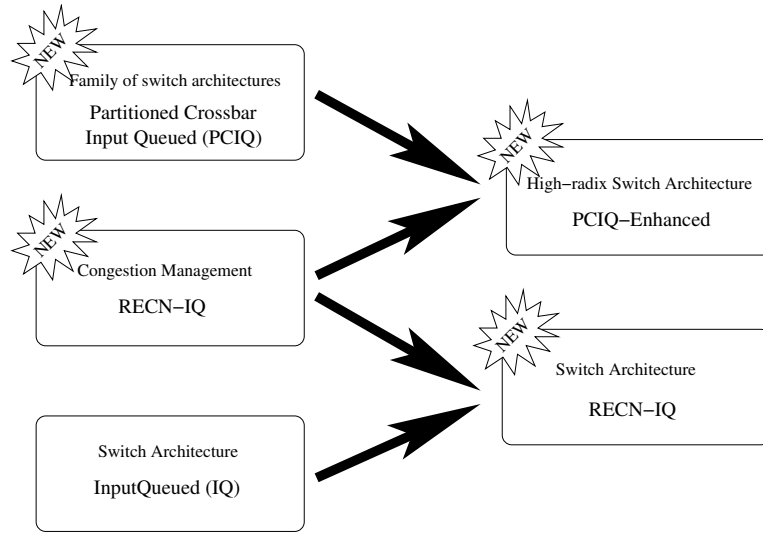 NEW
Family of switch architectures
Partitioned Crossbar
Input Queued (PCIQ)
NEW
Congestion Management
RECN-IQ
Switch Architecture
InputQueued (IQ)
NEW
High-radix Switch Architecture
PCIQ-Enhanced
NEW
Switch Architecture
RECN-IQ